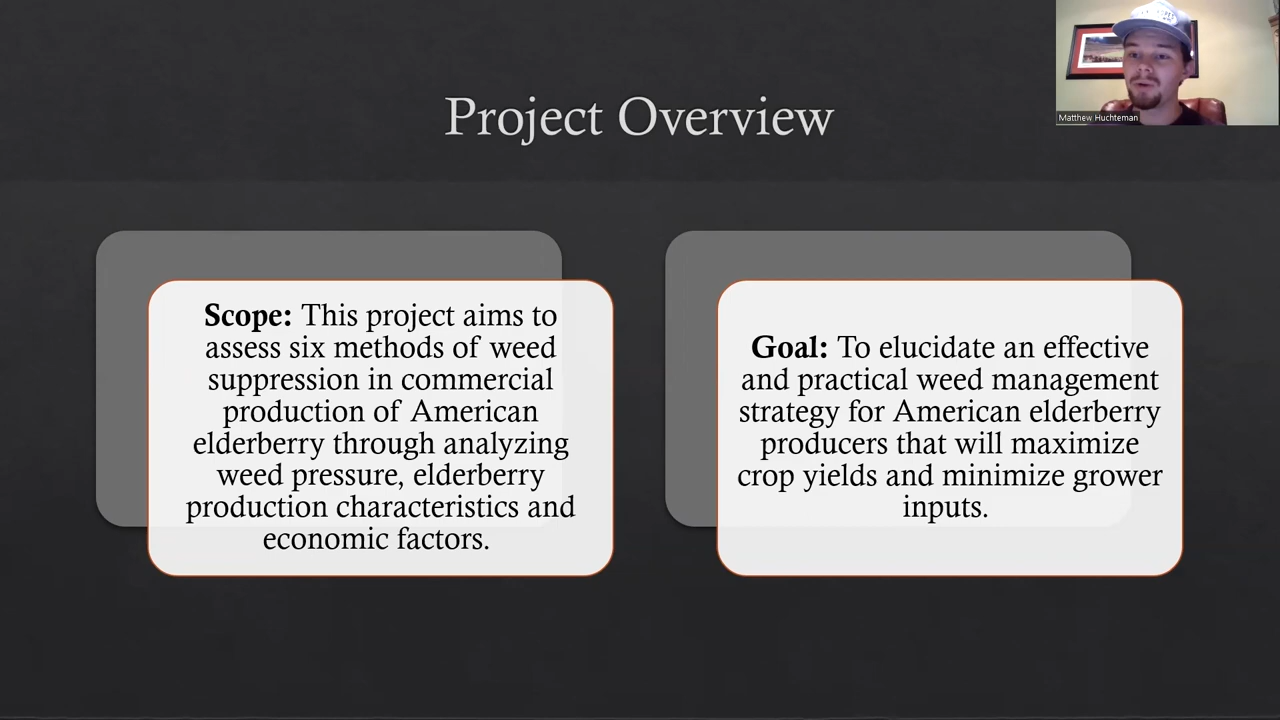 Project Overview
Matthew Huchteman
Scope: This project aims to
assess six methods of weed
suppression in commercial
production of American
elderberry through analyzing
weed pressure, elderberry
production characteristics and
economic factors.
Goal: To elucidate an effective
and practical weed management
strategy for American elderberry
producers that will maximize
crop yields and minimize grower
inputs.